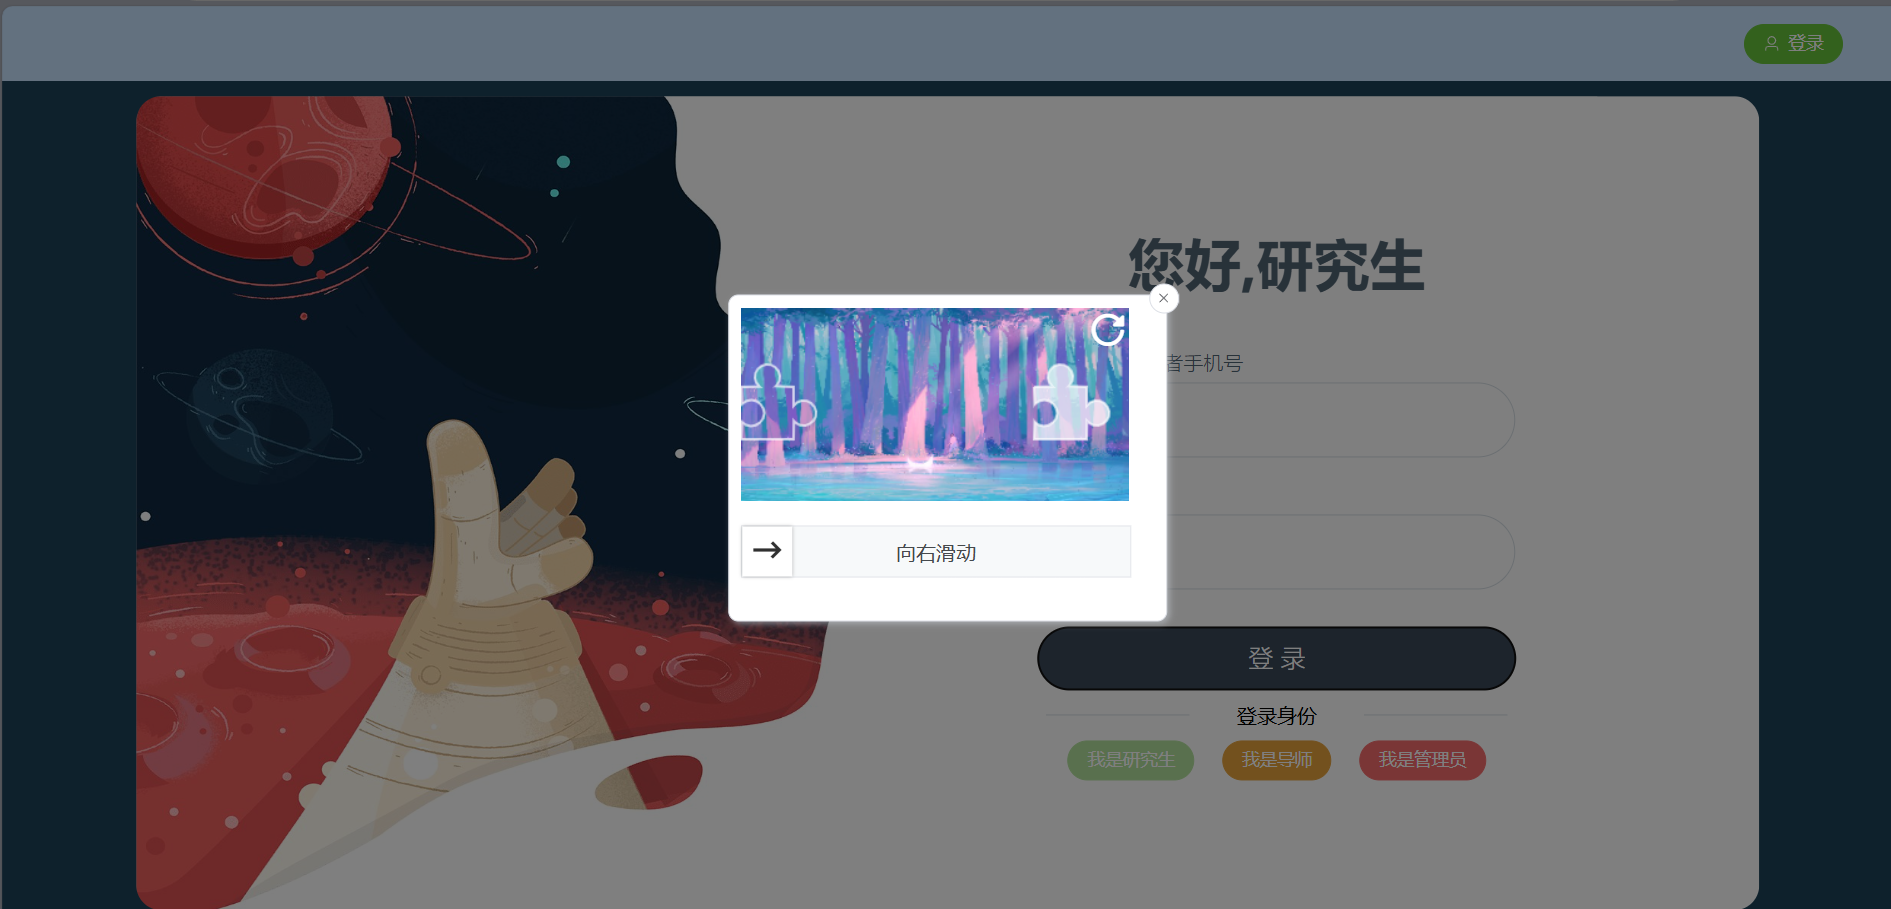 登录
您好,研究生
者手机号
向右滑动
登 录
登录身份
我是研究生
我是导师
我是管理员